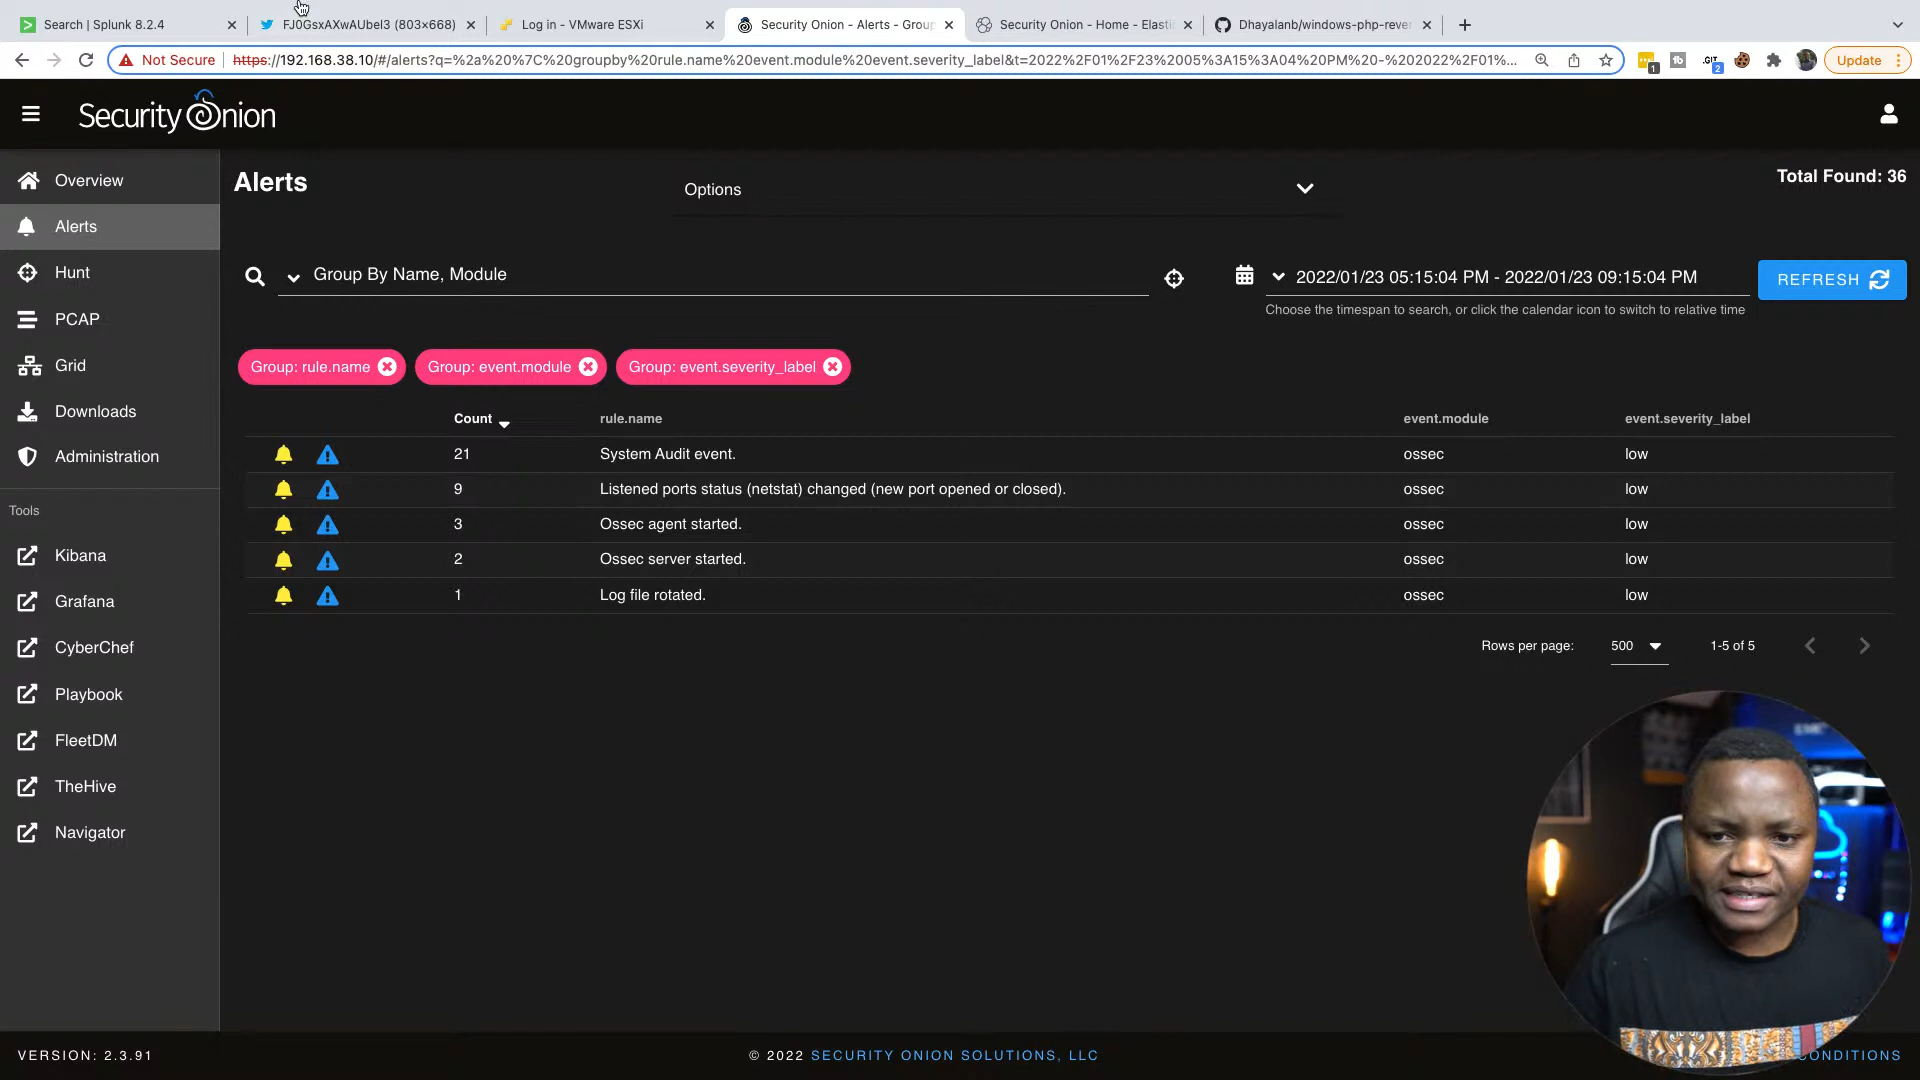 Search | Splunk 8.2.4
FJ0GsxAXwAUbel3 (803×668)
Log in - VMware ESXi
Security Onion - Alerts - Group
Security Onion - Home - Elasti
Dhayalanb/windows-php-rever
Not Secure
https://192.168.38.10/#/alerts?q=%2a%20%7C%20groupby%20rule.name%20event.module%20event.severity_label&t=2022%2F01%2F23%2005%3A15%3A04%20PM%20-%202022%2F01%...
1
.GIT
2
Update
Security Onion
Overview
Alerts
Hunt
PCAP
Grid
Downloads
Administration
Tools
Kibana
Grafana
CyberChef
Playbook
FleetDM
TheHive
Navigator
VERSION: 2.3.91
Alerts
Options
Total Found: 36
Group By Name, Module
2022/01/23 05:15:04 PM - 2022/01/23 09:15:04 PM
REFRESH
Choose the timespan to search, or click the calendar icon to switch to relative time
Group: rule.name
Group: event.module
Group: event.severity_label
Count rule.name event.module event.severity_label
21 System Audit event. ossec low
9 Listened ports status (netstat) changed (new port opened or closed). ossec low
3 Ossec agent started. ossec low
2 Ossec server started. ossec low
1 Log file rotated. ossec low
Rows per page: 500 1-5 of 5
© 2022 SECURITY ONION SOLUTIONS, LLC
CONDITIONS